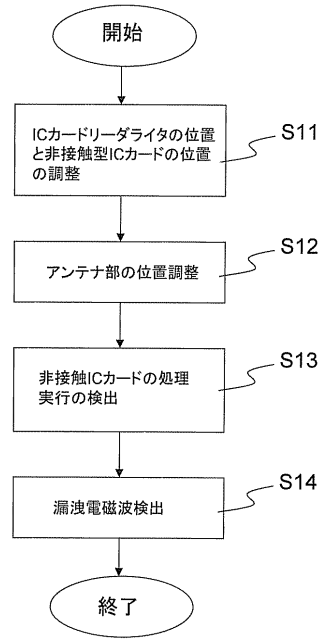 開始
ICカードリーダライタの位置
と非接触型ICカードの位置
の調整
S11
アンテナ部の位置調整
S12
非接触ICカードの処理
実行の検出
S13
漏洩電磁波検出
S14
終了